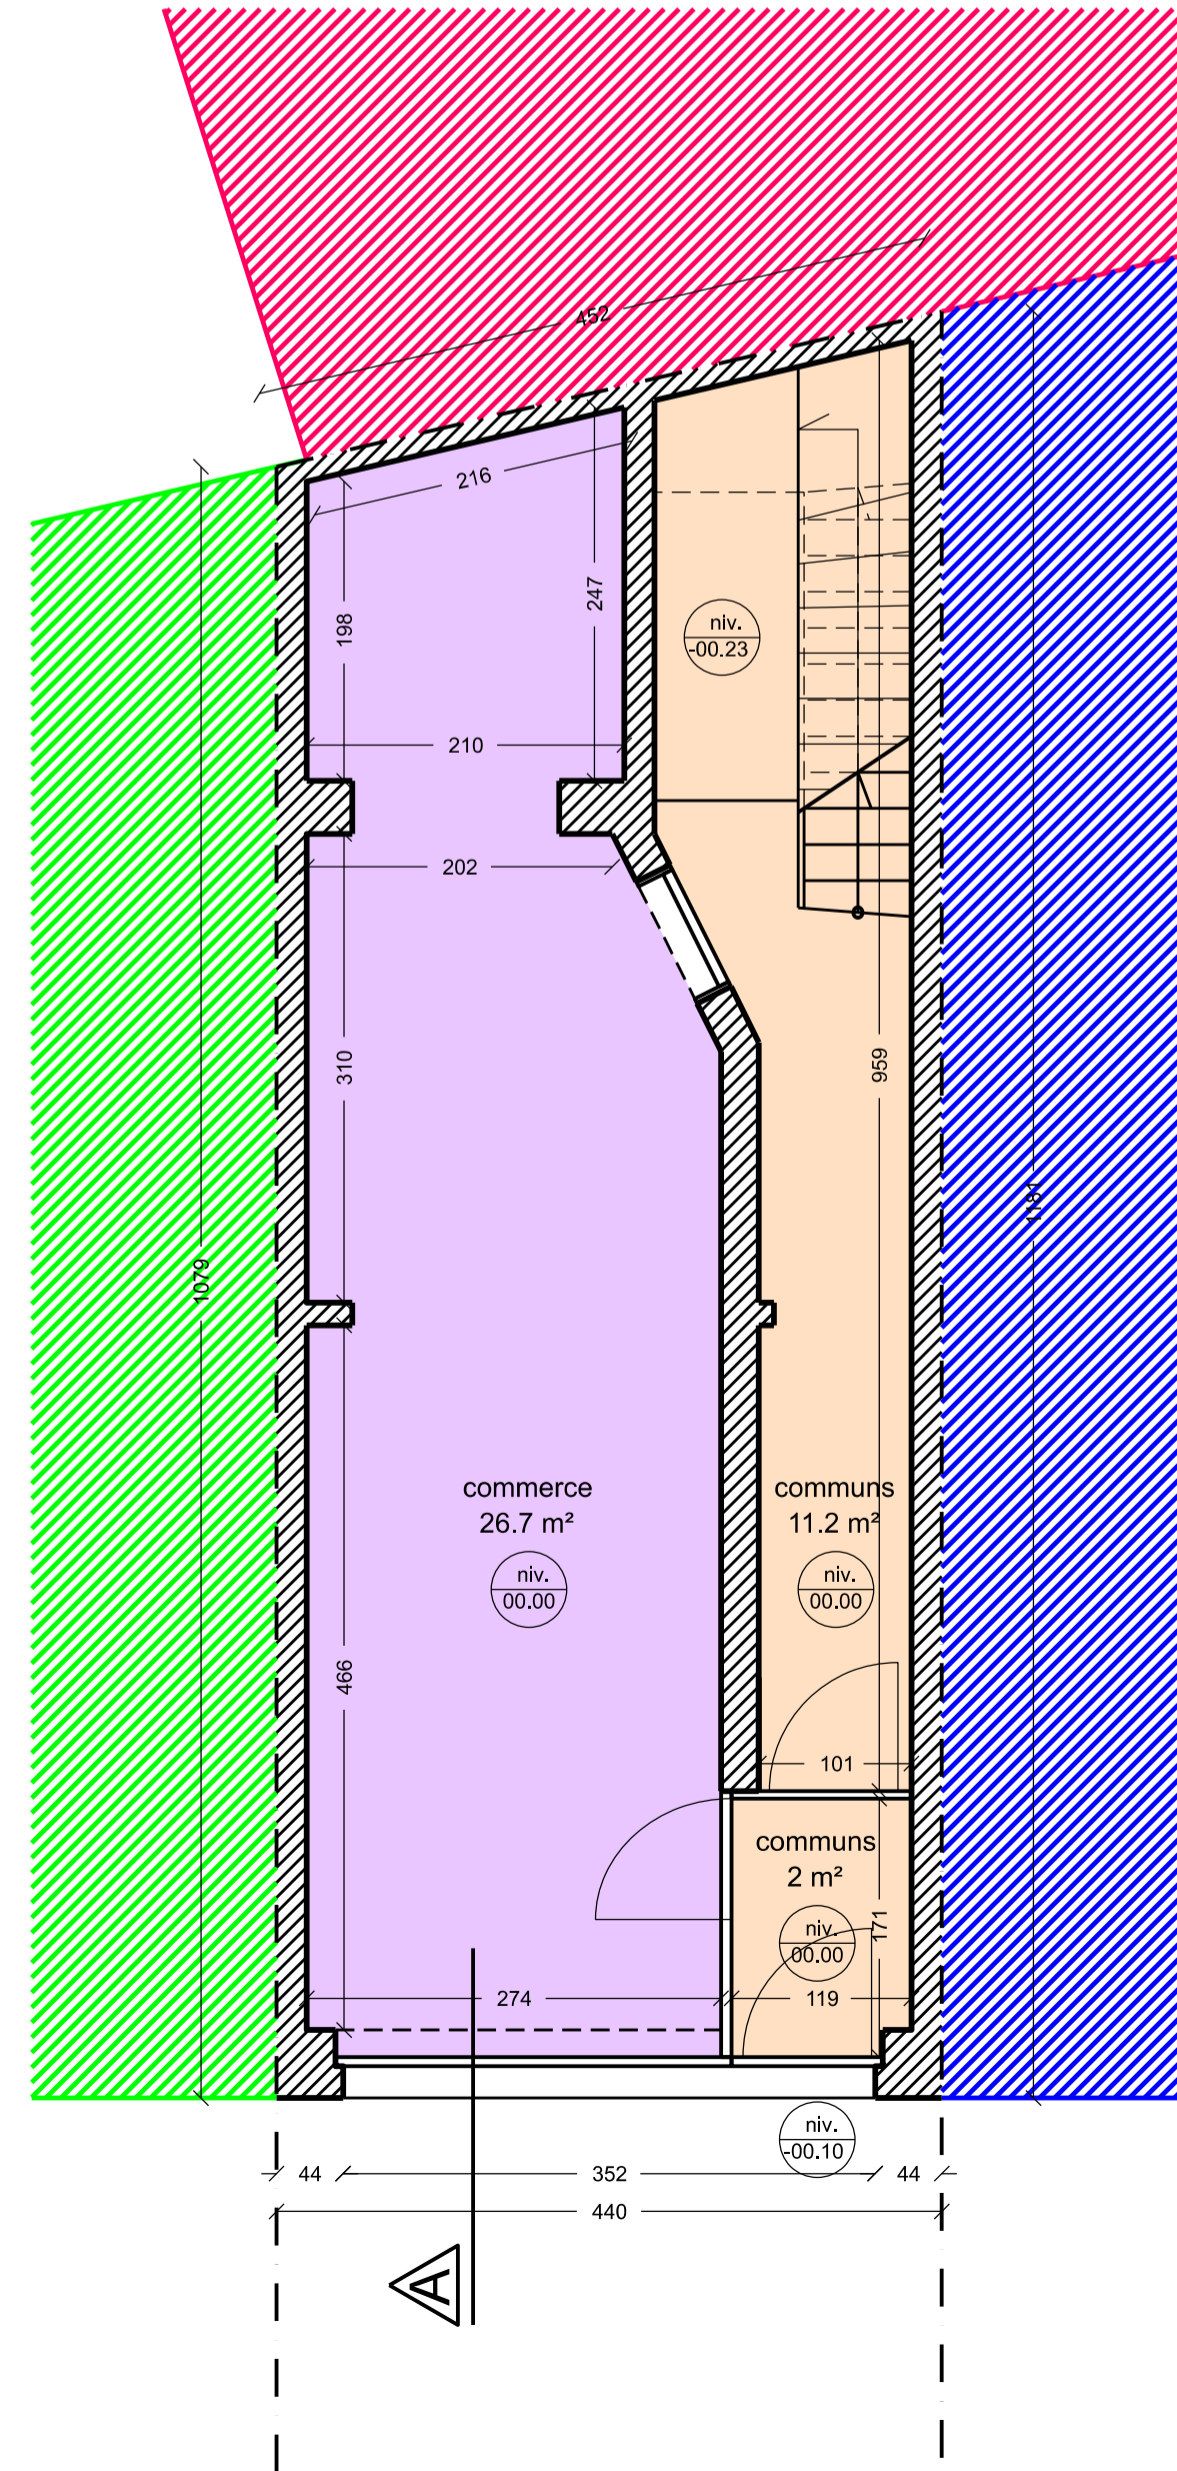 452
216
247
198
niv.
-00.23
210
202
310
959
1181
1079
commerce
26.7 m²
niv.
00.00
communs
11.2 m²
niv.
00.00
466
101
communs
2 m²
niv.
00.00
171
274
119
niv.
-00.10
44
352
44
440
A